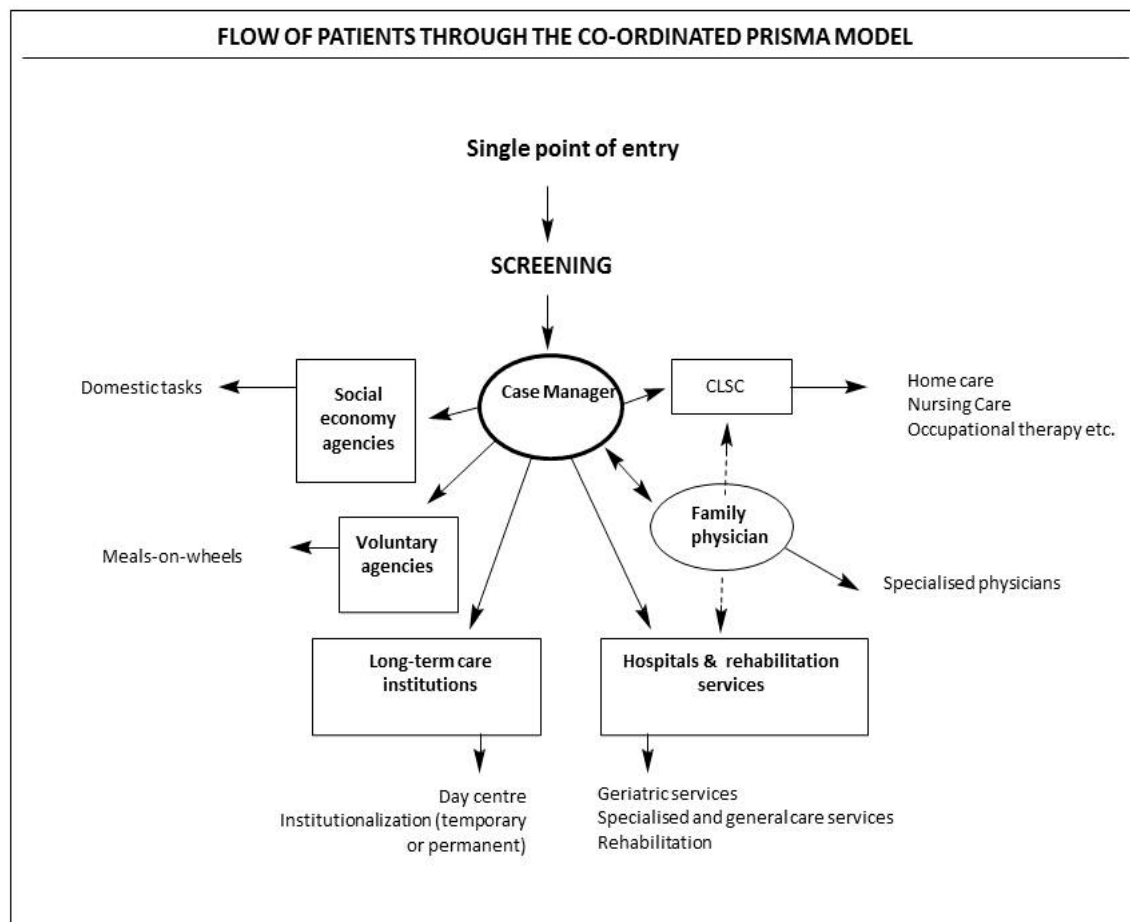 FLOW OF PATIENTS THROUGH THE CO-ORDINATED PRISMA MODEL
Single point of entry
SCREENING
Case Manager
Social
economy
agencies
Domestic tasks
CLSC
Home care
Nursing Care
Occupational therapy etc.
Voluntary
agencies
Meals-on-wheels
Family
physician
Specialised physicians
Long-term care
institutions
Hospitals & rehabilitation
services
Day centre
Institutionalization (temporary
or permanent)
Geriatric services
Specialised and general care services
Rehabilitation